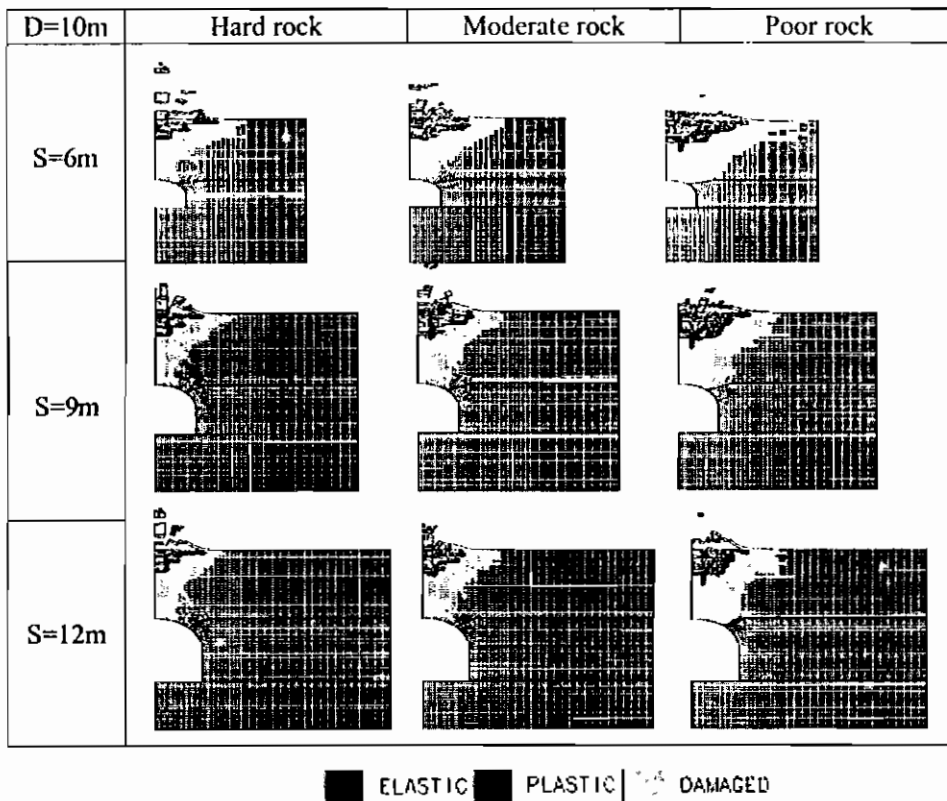 D=10m Hard rock Moderate rock Poor rock
S=6m
S=9m
S=12m
ELASTIC PLASTIC DAMAGED